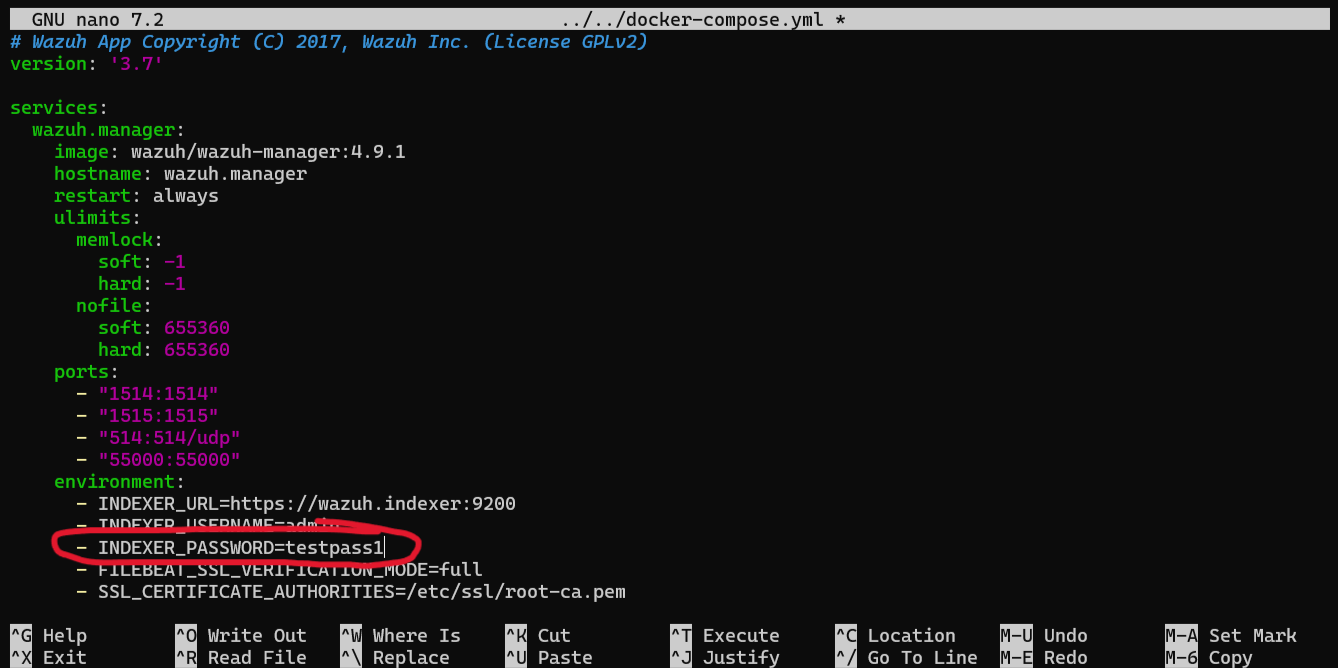 GNU nano 7.2 ../../docker-compose.yml *
# Wazuh App Copyright (C) 2017, Wazuh Inc. (License GPLv2)
version: '3.7'
services:
wazuh.manager:
image: wazuh/wazuh-manager:4.9.1
hostname: wazuh.manager
restart: always
ulimits:
memlock:
soft: -1
hard: -1
nofile:
soft: 655360
hard: 655360
ports:
- "1514:1514"
- "1515:1515"
- "514:514/udp"
- "55000:55000"
environment:
- INDEXER_URL=https://wazuh.indexer:9200
- INDEXER_USERNAME=admin
- INDEXER_PASSWORD=testpass1
- FILEBEAT_SSL_VERIFICATION_MODE=full
- SSL_CERTIFICATE_AUTHORITIES=/etc/ssl/root-ca.pem
^G Help ^O Write Out ^W Where Is ^K Cut ^T Execute ^C Location M-U Undo M-A Set Mark
^X Exit ^R Read File ^\ Replace ^U Paste ^J Justify ^/ Go To Line M-E Redo M-6 Copy